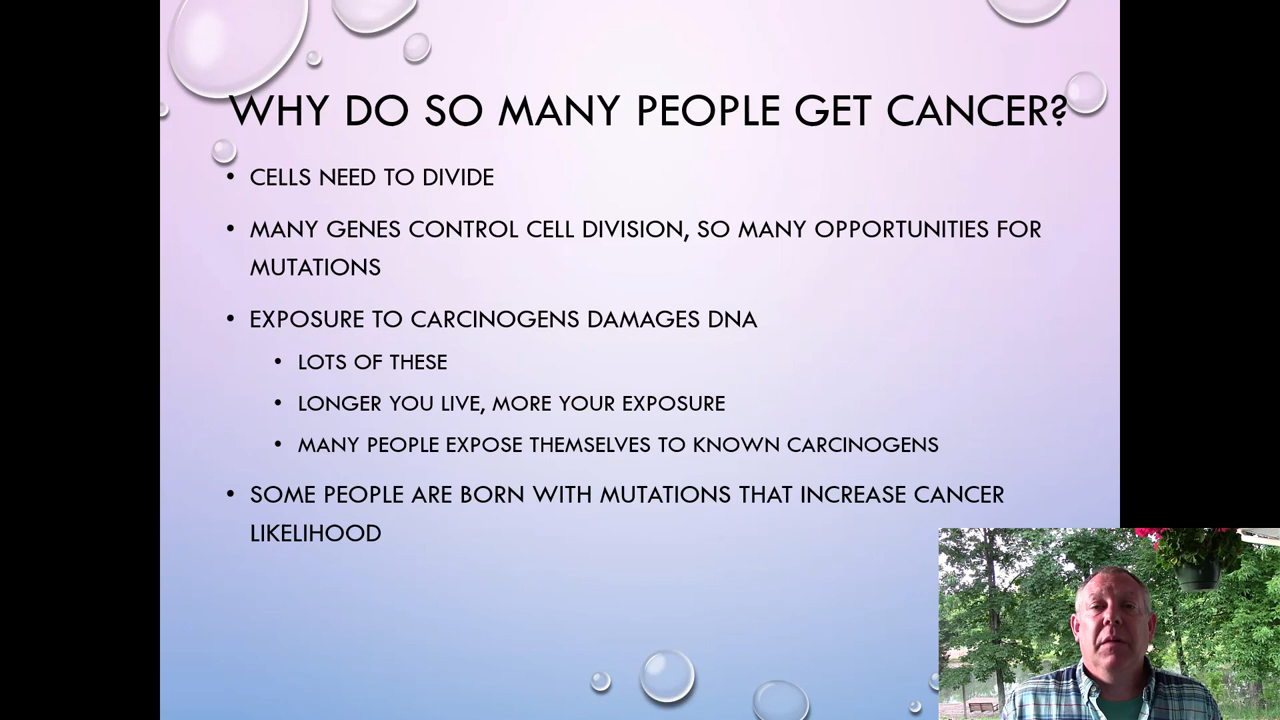 WHY DO SO MANY PEOPLE GET CANCER?
• CELLS NEED TO DIVIDE
• MANY GENES CONTROL CELL DIVISION, SO MANY OPPORTUNITIES FOR
MUTATIONS
• EXPOSURE TO CARCINOGENS DAMAGES DNA
• LOTS OF THESE
• LONGER YOU LIVE, MORE YOUR EXPOSURE
• MANY PEOPLE EXPOSE THEMSELVES TO KNOWN CARCINOGENS
• SOME PEOPLE ARE BORN WITH MUTATIONS THAT INCREASE CANCER
LIKELIHOOD